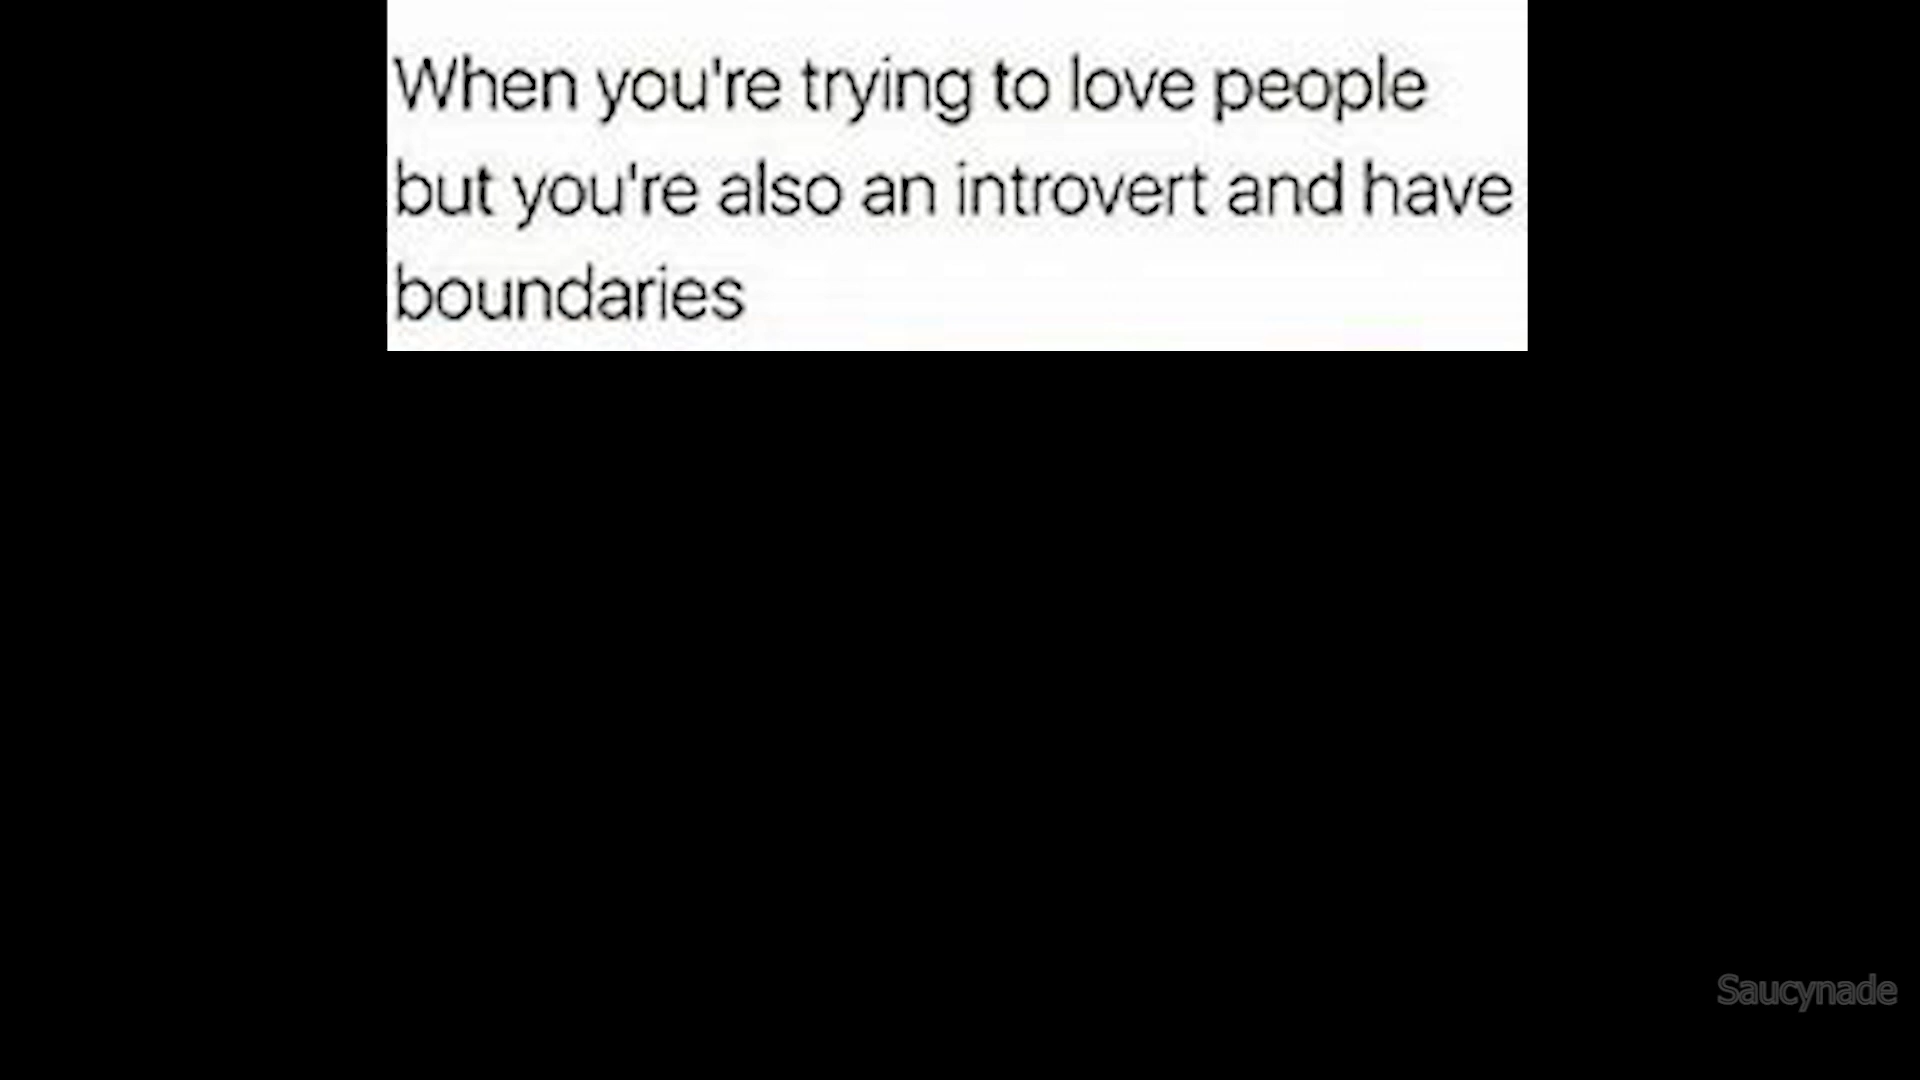 When you're trying to love people
but you're also an introvert and have
boundaries
Saucynade